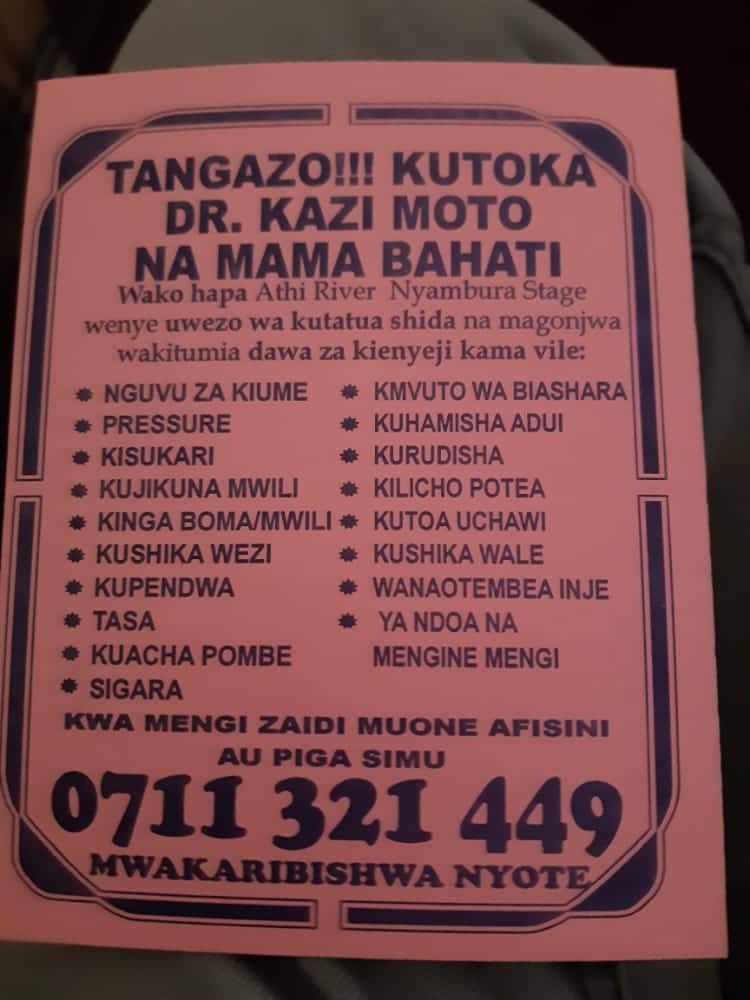 TANGAZO!!! KUTOKA
DR. KAZI MOTO
NA MAMA BAHATI
Wako hapa Athi River Nyambura Stage
wenye uwezo wa kutatua shida na magonjwa
wakitumia dawa za kienyeji kama vile:
NGUVU ZA KIUME
PRESSURE
KISUKARI
KUJIKUNA MWILI
KINGA BOMA/MWILI
KUSHIKA WEZI
KUPENDWA
TASA
KUACHA POMBE
SIGARA
KMVUTO WA BIASHARA
KUHAMISHA ADUI
KURUDISHA
KILICHO POTEA
KUTOA UCHAWI
KUSHIKA WALE
WANAOTEMBEA INJE
YA NDOA NA
MENGINE MENGI
KWA MENGI ZAIDI MUONE AFISINI
AU PIGA SIMU
0711 321 449
MWAKARIBISHWA NYOTE